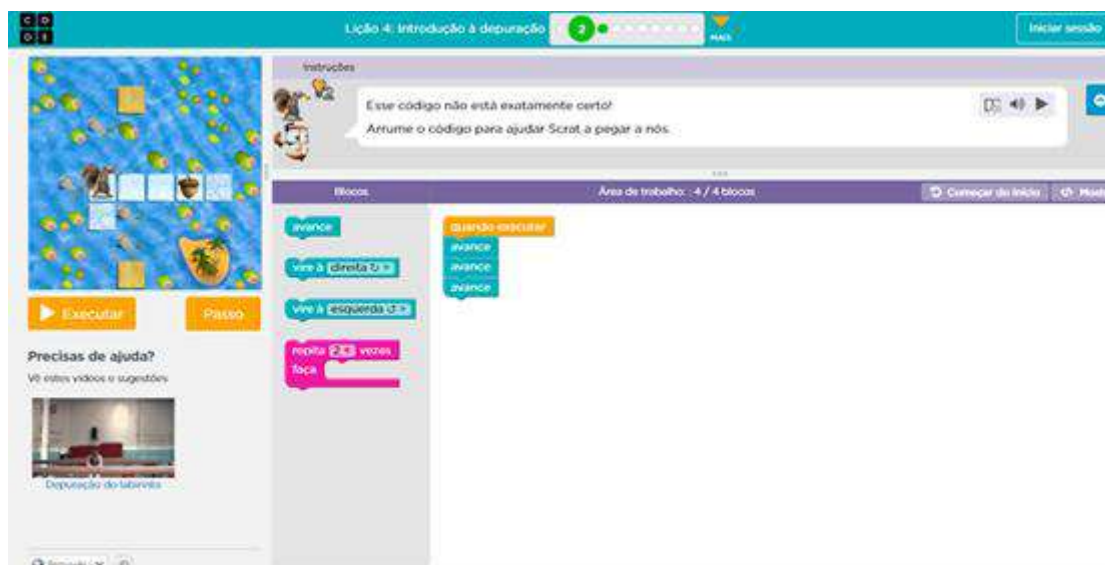 C O
D E
Lição 4: Introdução à depuração
2
MAIS
Iniciar sessão
Instruções
Esse código não está exatamente certo!
Arrume o código para ajudar Scrat a pegar a nós.
Blocos
Área de trabalho: : 4 / 4 blocos
Começar do início
avance
vire à direita
vire à esquerda
repita vezes
faça
quando executar
avance
avance
avance
Executar
Passo
Precisas de ajuda?
Vê estes vídeos e sugestões
Depuração do labirinto